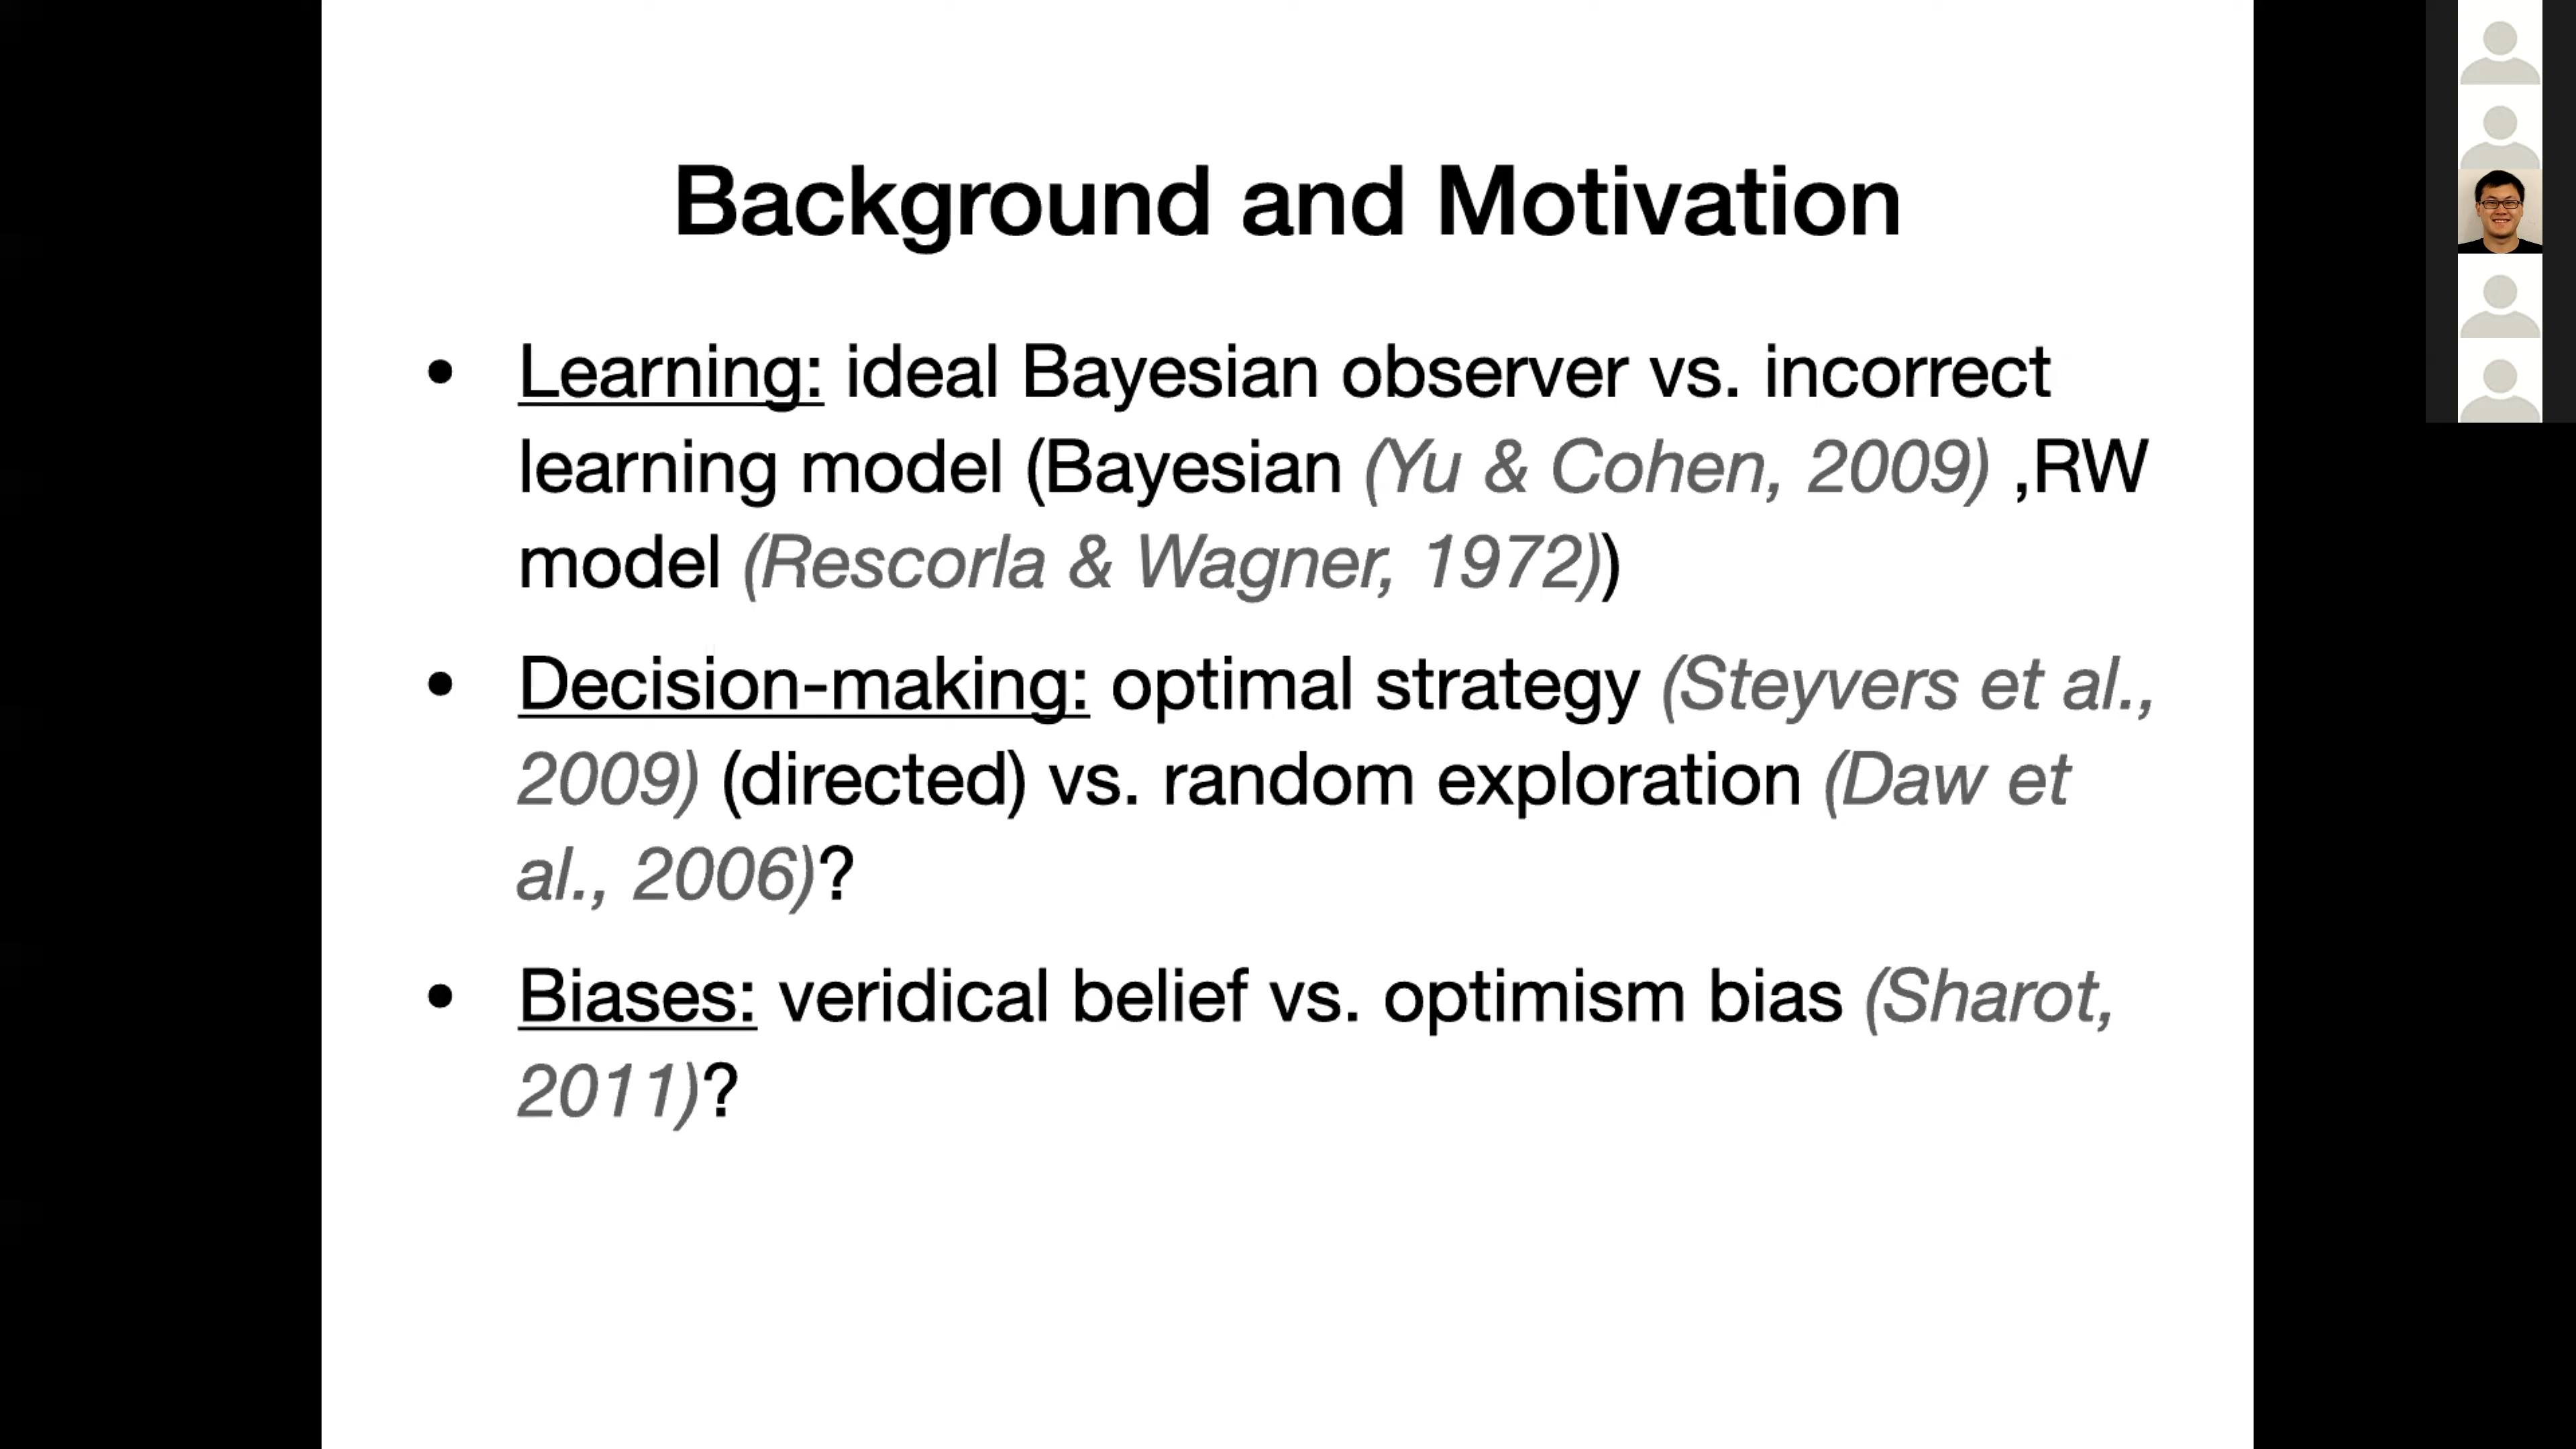 Background and Motivation
• Learning: ideal Bayesian observer vs. incorrect
learning model (Bayesian (Yu & Cohen, 2009) ,RW
model (Rescorla & Wagner, 1972))
• Decision-making: optimal strategy (Steyvers et al.,
2009) (directed) vs. random exploration (Daw et
al., 2006)?
• Biases: veridical belief vs. optimism bias (Sharot,
2011)?